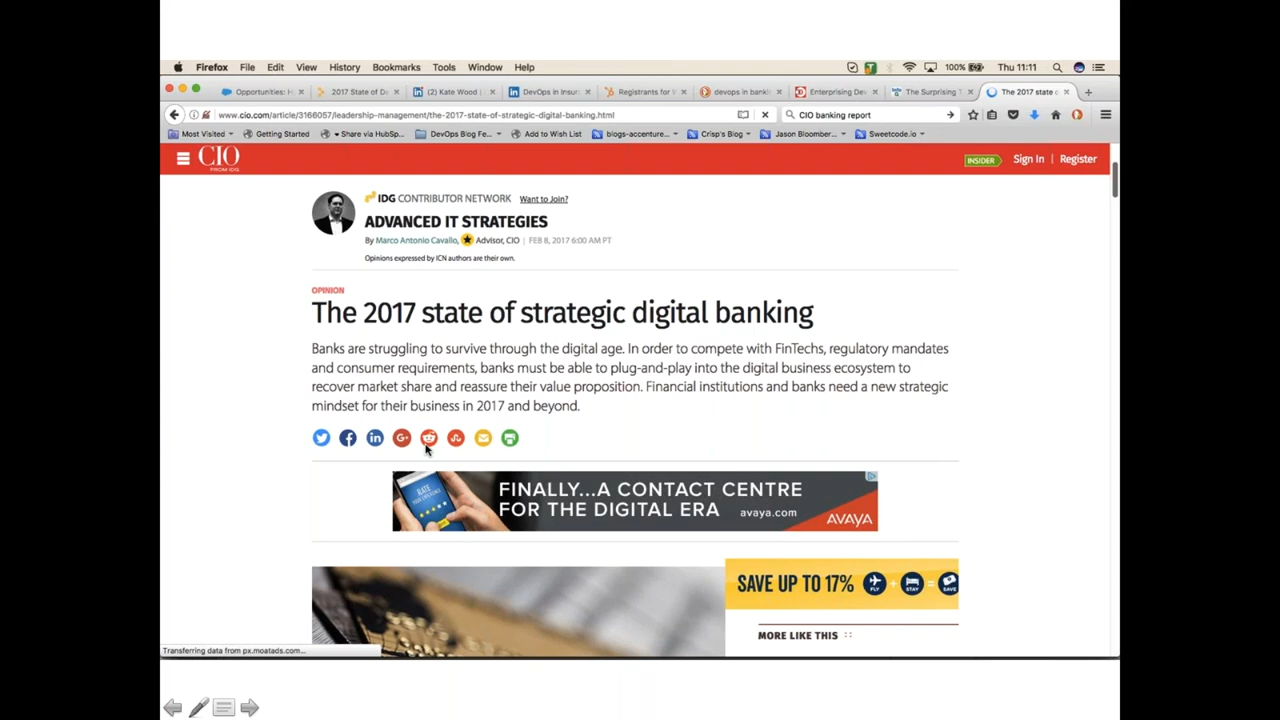 Firefox File Edit View History Bookmarks Tools Window Help 100% Thu 11:11
Opportunities: H 2017 State of De (2) Kate Wood | DevOps in Insur Registrants for W devops in banki Enterprising Dev The Surprising T The 2017 state o
www.cio.com/article/3166057/leadership-management/the-2017-state-of-strategic-digital-banking.html CIO banking report
Most Visited Getting Started Share via HubSp... DevOps Blog Fe... Add to Wish List blogs-accenture... Crisp's Blog Jason Bloomber... Sweetcode.io
CIO
FROM IDG
INSIDER Sign In | Register
IDG CONTRIBUTOR NETWORK Want to Join?
ADVANCED IT STRATEGIES
By Marco Antonio Cavallo, Advisor, CIO | FEB 8, 2017 6:00 AM PT
Opinions expressed by ICN authors are their own.
OPINION
The 2017 state of strategic digital banking
Banks are struggling to survive through the digital age. In order to compete with FinTechs, regulatory mandates
and consumer requirements, banks must be able to plug-and-play into the digital business ecosystem to
recover market share and reassure their value proposition. Financial institutions and banks need a new strategic
mindset for their business in 2017 and beyond.
FINALLY...A CONTACT CENTRE
FOR THE DIGITAL ERA avaya.com
AVAYA
SAVE UP TO 17% FLY + STAY = SAVE
MORE LIKE THIS
Transferring data from px.moatads.com...